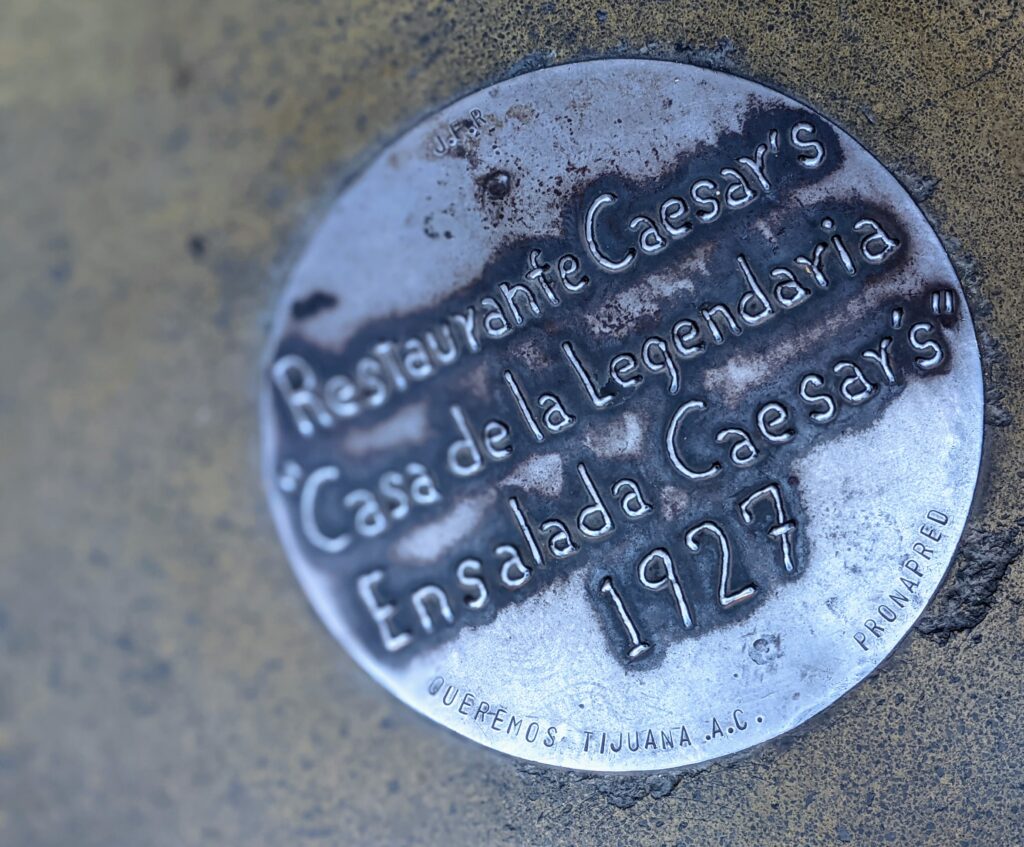 J.F.R
Restaurante Caesar's
"Casa de la Legendaria
Ensalada Caesar's"
1927
QUEREMOS TIJUANA A.C.
PRONAPRED